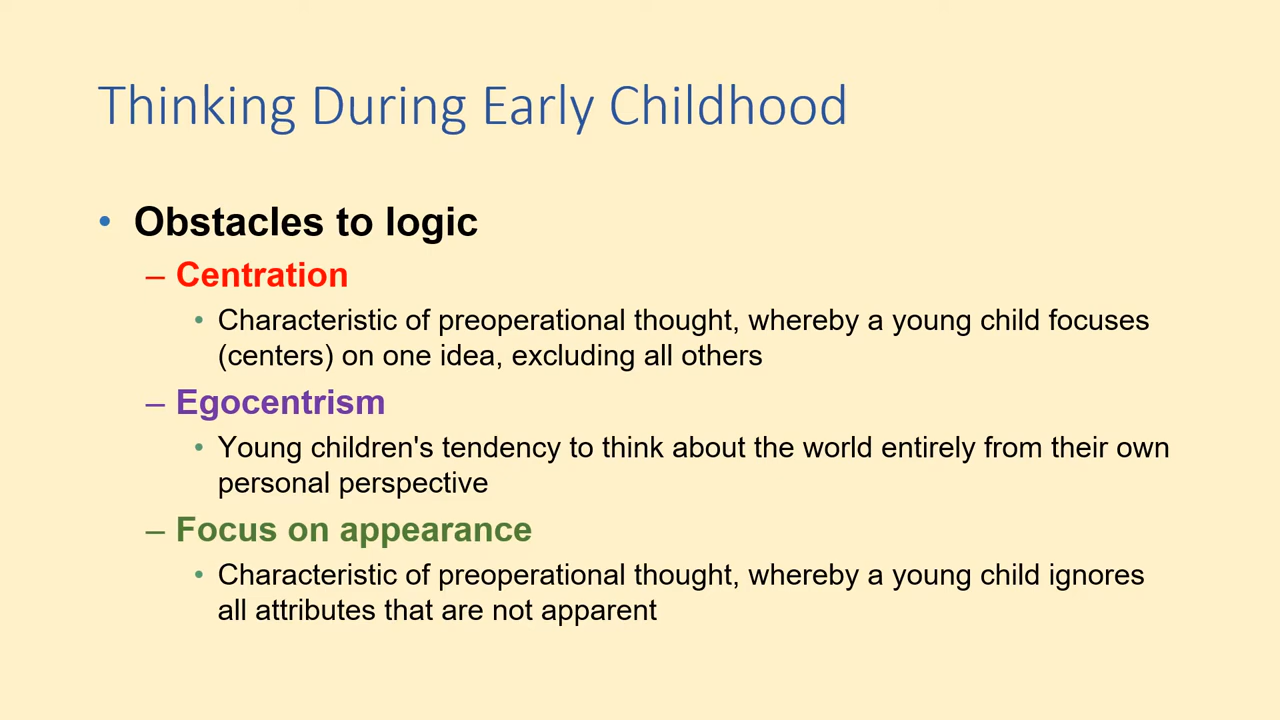 Thinking During Early Childhood
• Obstacles to logic
– Centration
• Characteristic of preoperational thought, whereby a young child focuses
(centers) on one idea, excluding all others
– Egocentrism
• Young children's tendency to think about the world entirely from their own
personal perspective
– Focus on appearance
• Characteristic of preoperational thought, whereby a young child ignores
all attributes that are not apparent